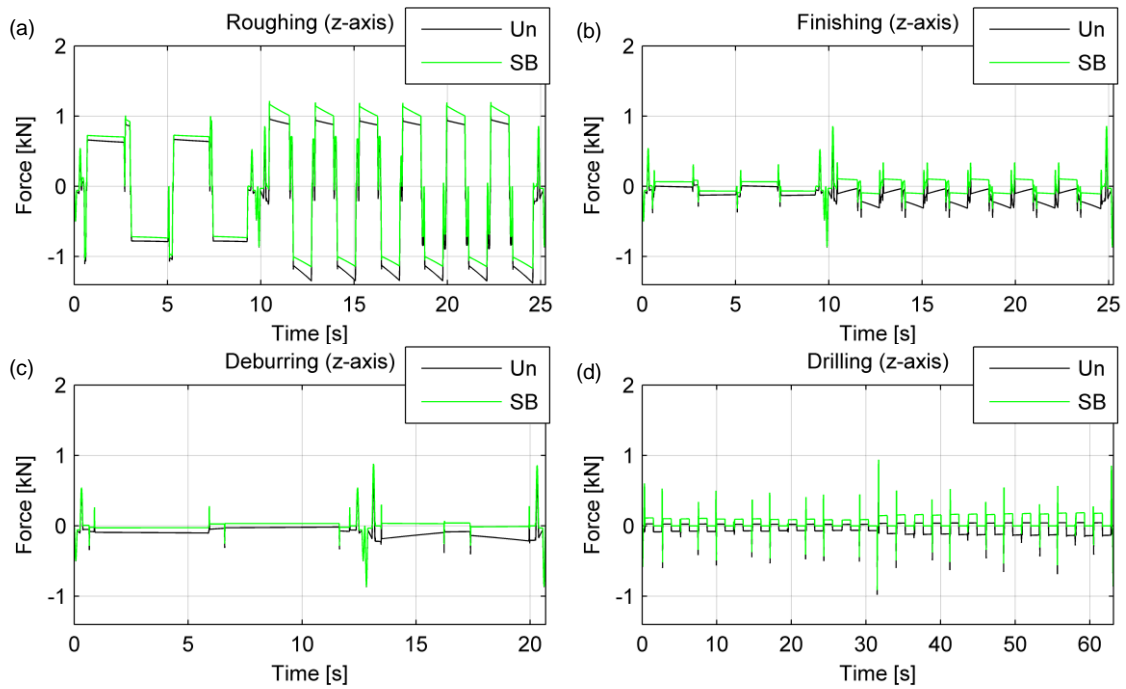 (a)
Roughing (z-axis)
Un
SB
2
1
0
-1
Force [kN]
0
5
10
15
20
25
Time [s]
(b)
Finishing (z-axis)
Un
SB
2
1
0
-1
Force [kN]
0
5
10
15
20
25
Time [s]
(c)
Deburring (z-axis)
Un
SB
2
1
0
-1
Force [kN]
0
5
10
15
20
Time [s]
(d)
Drilling (z-axis)
Un
SB
2
1
0
-1
Force [kN]
0
10
20
30
40
50
60
Time [s]